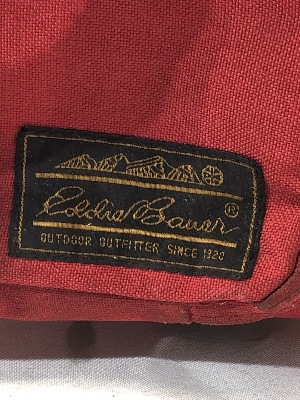 Eddie Bauer®
OUTDOOR OUTFITTER SINCE 1920